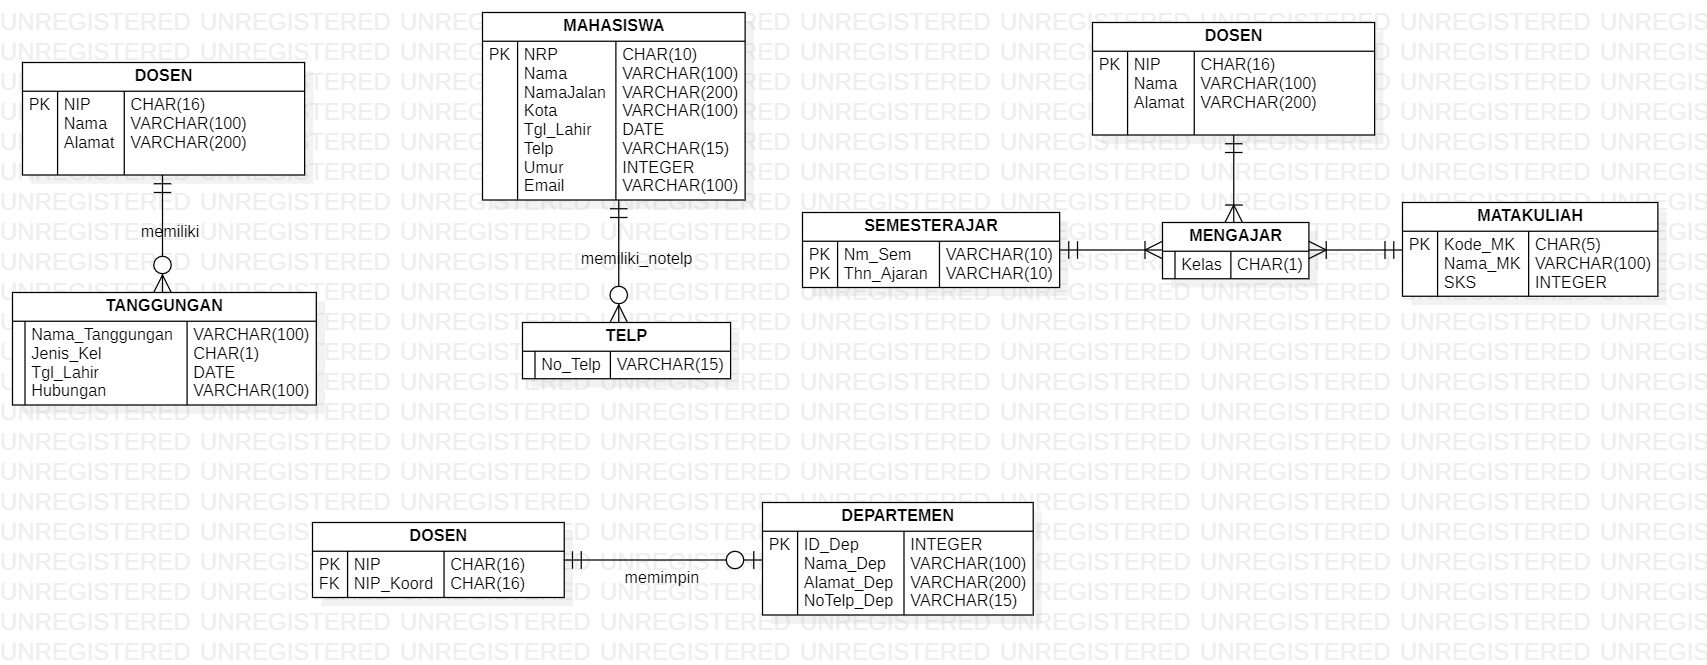 DOSEN
PK NIP CHAR(16)
Nama VARCHAR(100)
Alamat VARCHAR(200)
memiliki
TANGGUNGAN
Nama_Tanggungan VARCHAR(100)
Jenis_Kel CHAR(1)
Tgl_Lahir DATE
Hubungan VARCHAR(100)
MAHASISWA
PK NRP CHAR(10)
Nama VARCHAR(100)
NamaJalan VARCHAR(200)
Kota VARCHAR(100)
Tgl_Lahir DATE
Telp VARCHAR(15)
Umur INTEGER
Email VARCHAR(100)
memiliki_notelp
TELP
No_Telp VARCHAR(15)
DOSEN
PK NIP CHAR(16)
Nama VARCHAR(100)
Alamat VARCHAR(200)
SEMESTERAJAR
PK Nm_Sem VARCHAR(10)
PK Thn_Ajaran VARCHAR(10)
MENGAJAR
Kelas CHAR(1)
MATAKULIAH
PK Kode_MK CHAR(5)
Nama_MK VARCHAR(100)
SKS INTEGER
DOSEN
PK NIP CHAR(16)
FK NIP_Koord CHAR(16)
memimpin
DEPARTEMEN
PK ID_Dep INTEGER
Nama_Dep VARCHAR(100)
Alamat_Dep VARCHAR(200)
NoTelp_Dep VARCHAR(15)
UNREGISTERED